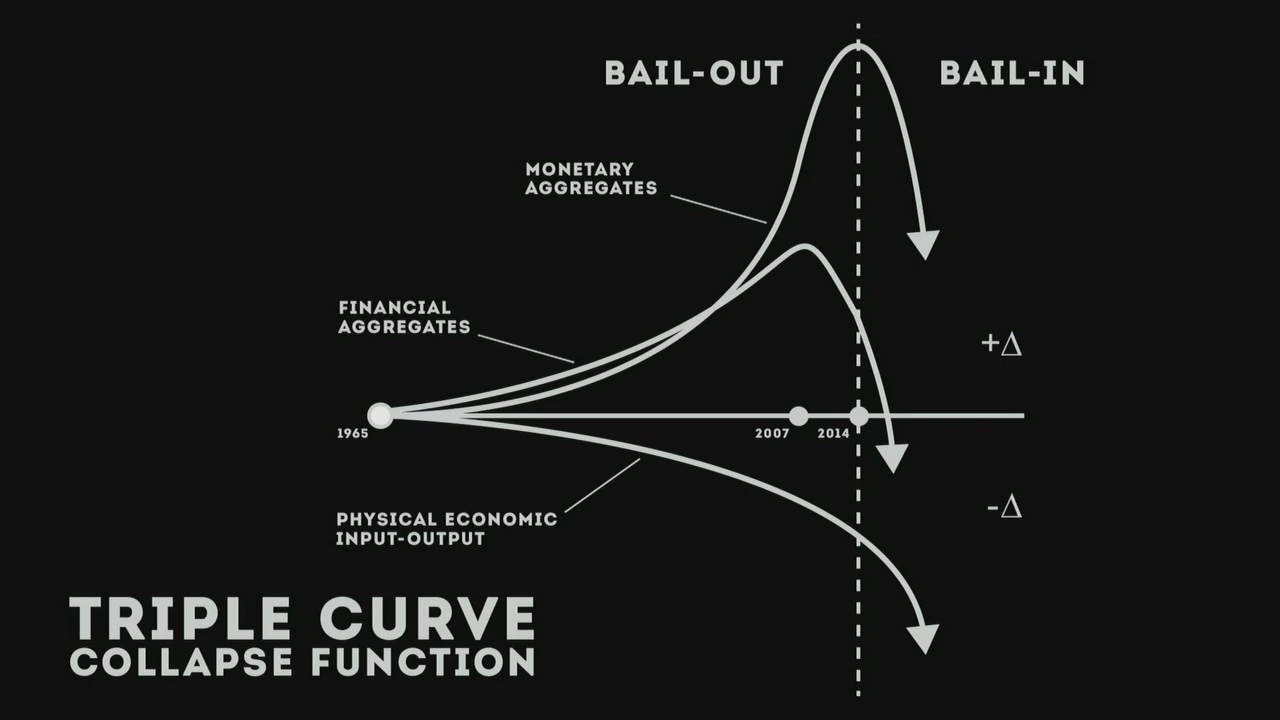 BAIL-OUT
BAIL-IN
MONETARY
AGGREGATES
FINANCIAL
AGGREGATES
+Δ
1965
2007
2014
-Δ
PHYSICAL ECONOMIC
INPUT-OUTPUT
TRIPLE CURVE
COLLAPSE FUNCTION